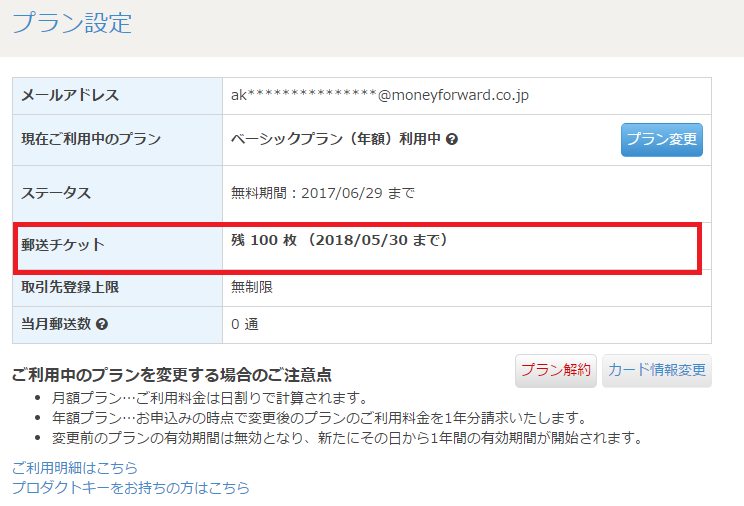 プラン設定
メールアドレス ak***************@moneyforward.co.jp
現在ご利用中のプラン ベーシックプラン（年額）利用中 ? プラン変更
ステータス 無料期間：2017/06/29 まで
郵送チケット 残 100 枚 （2018/05/30 まで）
取引先登録上限 無制限
当月郵送数 ? 0 通
プラン解約 カード情報変更
ご利用中のプランを変更する場合のご注意点
• 月額プラン…ご利用料金は日割りで計算されます。
• 年額プラン…お申込みの時点で変更後のプランのご利用料金を1年分請求いたします。
• 変更前のプランの有効期間は無効となり、新たにその日から1年間の有効期間が開始されます。
ご利用明細はこちら
プロダクトキーをお持ちの方はこちら